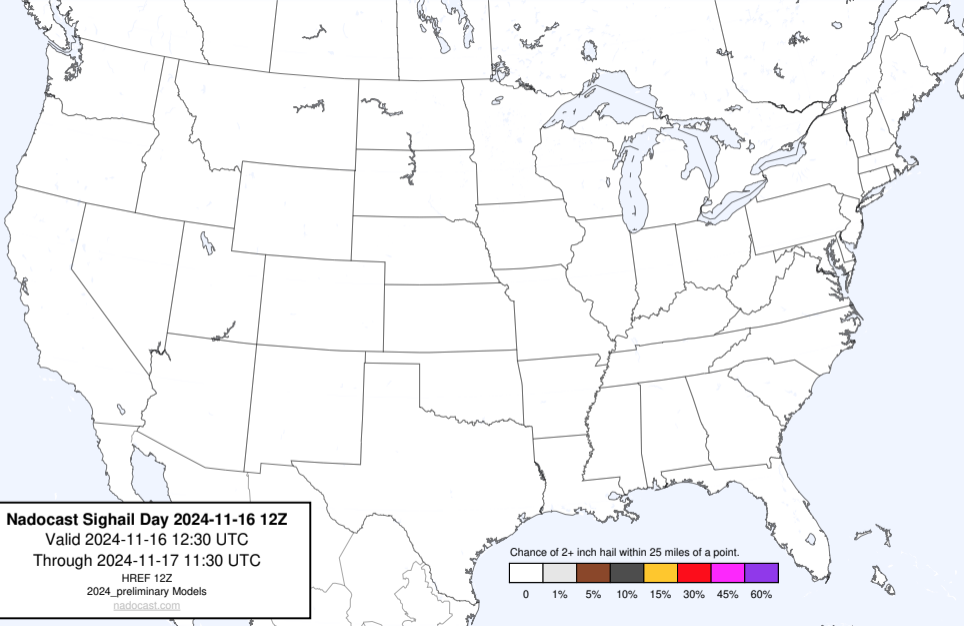 Nadocast Sighail Day 2024-11-16 12Z
Valid 2024-11-16 12:30 UTC
Through 2024-11-17 11:30 UTC
HREF 12Z
2024_preliminary Models
nadocast.com
Chance of 2+ inch hail within 25 miles of a point.
0 1% 5% 10% 15% 30% 45% 60%